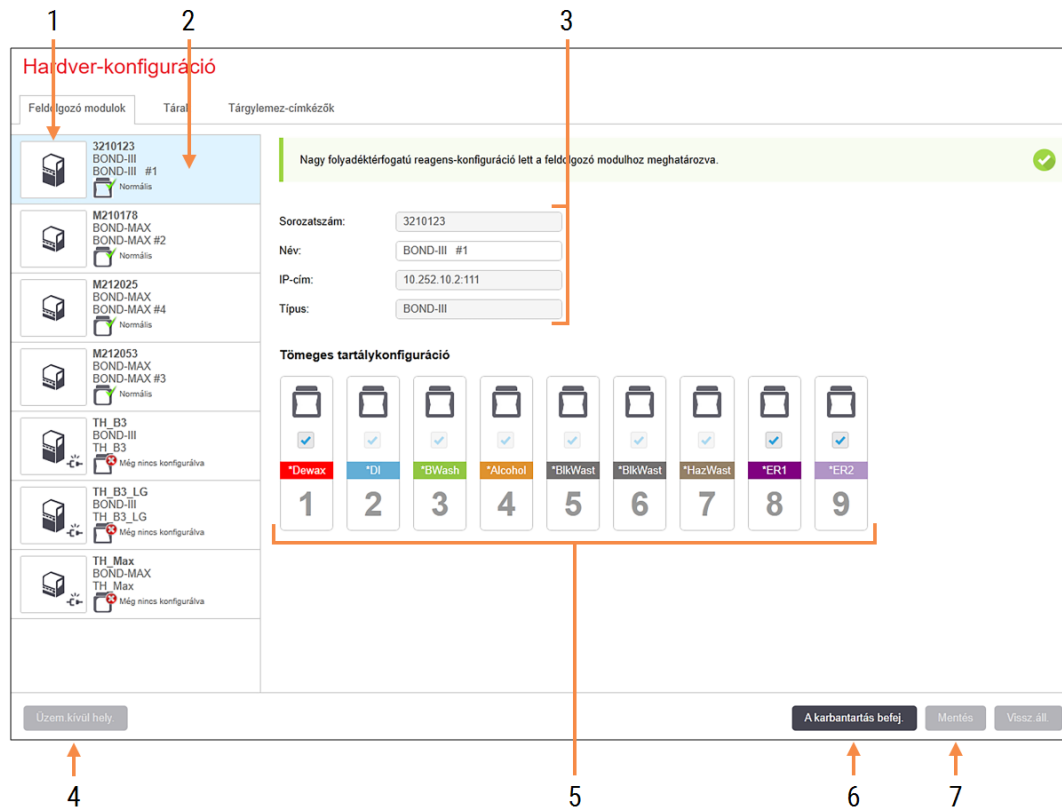 1
2
3
Hardver-konfiguráció
Feldolgozó modulok
Tárak
Tárgylemez-címkézők
3210123
BOND-III
BOND-III #1
Normális
M210178
BOND-MAX
BOND-MAX #2
Normális
M212025
BOND-MAX
BOND-MAX #4
Normális
M212053
BOND-MAX
BOND-MAX #3
Normális
TH_B3
BOND-III
TH_B3
Még nincs konfigurálva
TH_B3_LG
BOND-III
TH_B3_LG
Még nincs konfigurálva
TH_Max
BOND-MAX
TH_Max
Még nincs konfigurálva
Nagy folyadéktérfogatú reagens-konfiguráció lett a feldolgozó modulhoz meghatározva.
Sorozatszám: 3210123
Név: BOND-III #1
IP-cím: 10.252.10.2:111
Típus: BOND-III
Tömeges tartálykonfiguráció
*Dewax *DI *BWash *Alcohol *BlkWast *BlkWast *HazWast *ER1 *ER2
1 2 3 4 5 6 7 8 9
Üzem.kívül hely.
A karbantartás befej.
Mentés
Vissz.áll.
4
5
6
7